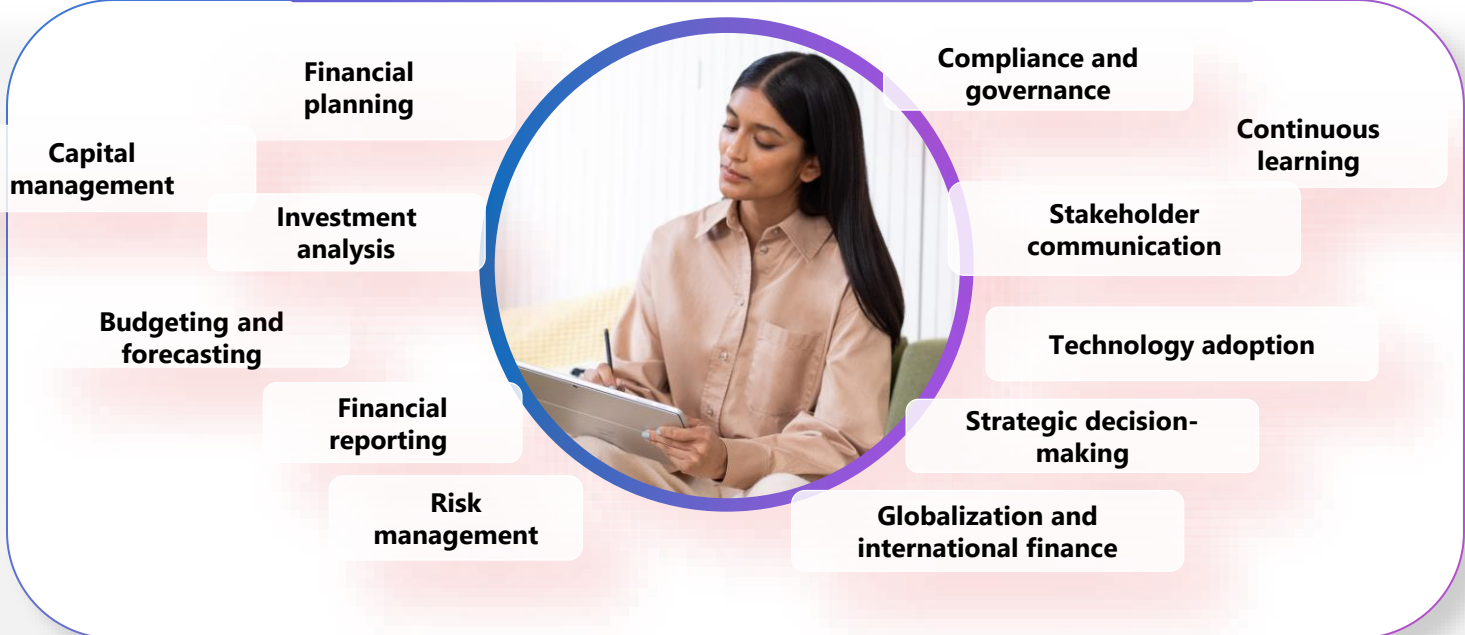 Financial
planning
Capital
management
Investment
analysis
Budgeting and
forecasting
Financial
reporting
Risk
management
Compliance and
governance
Continuous
learning
Stakeholder
communication
Technology adoption
Strategic decision-
making
Globalization and
international finance